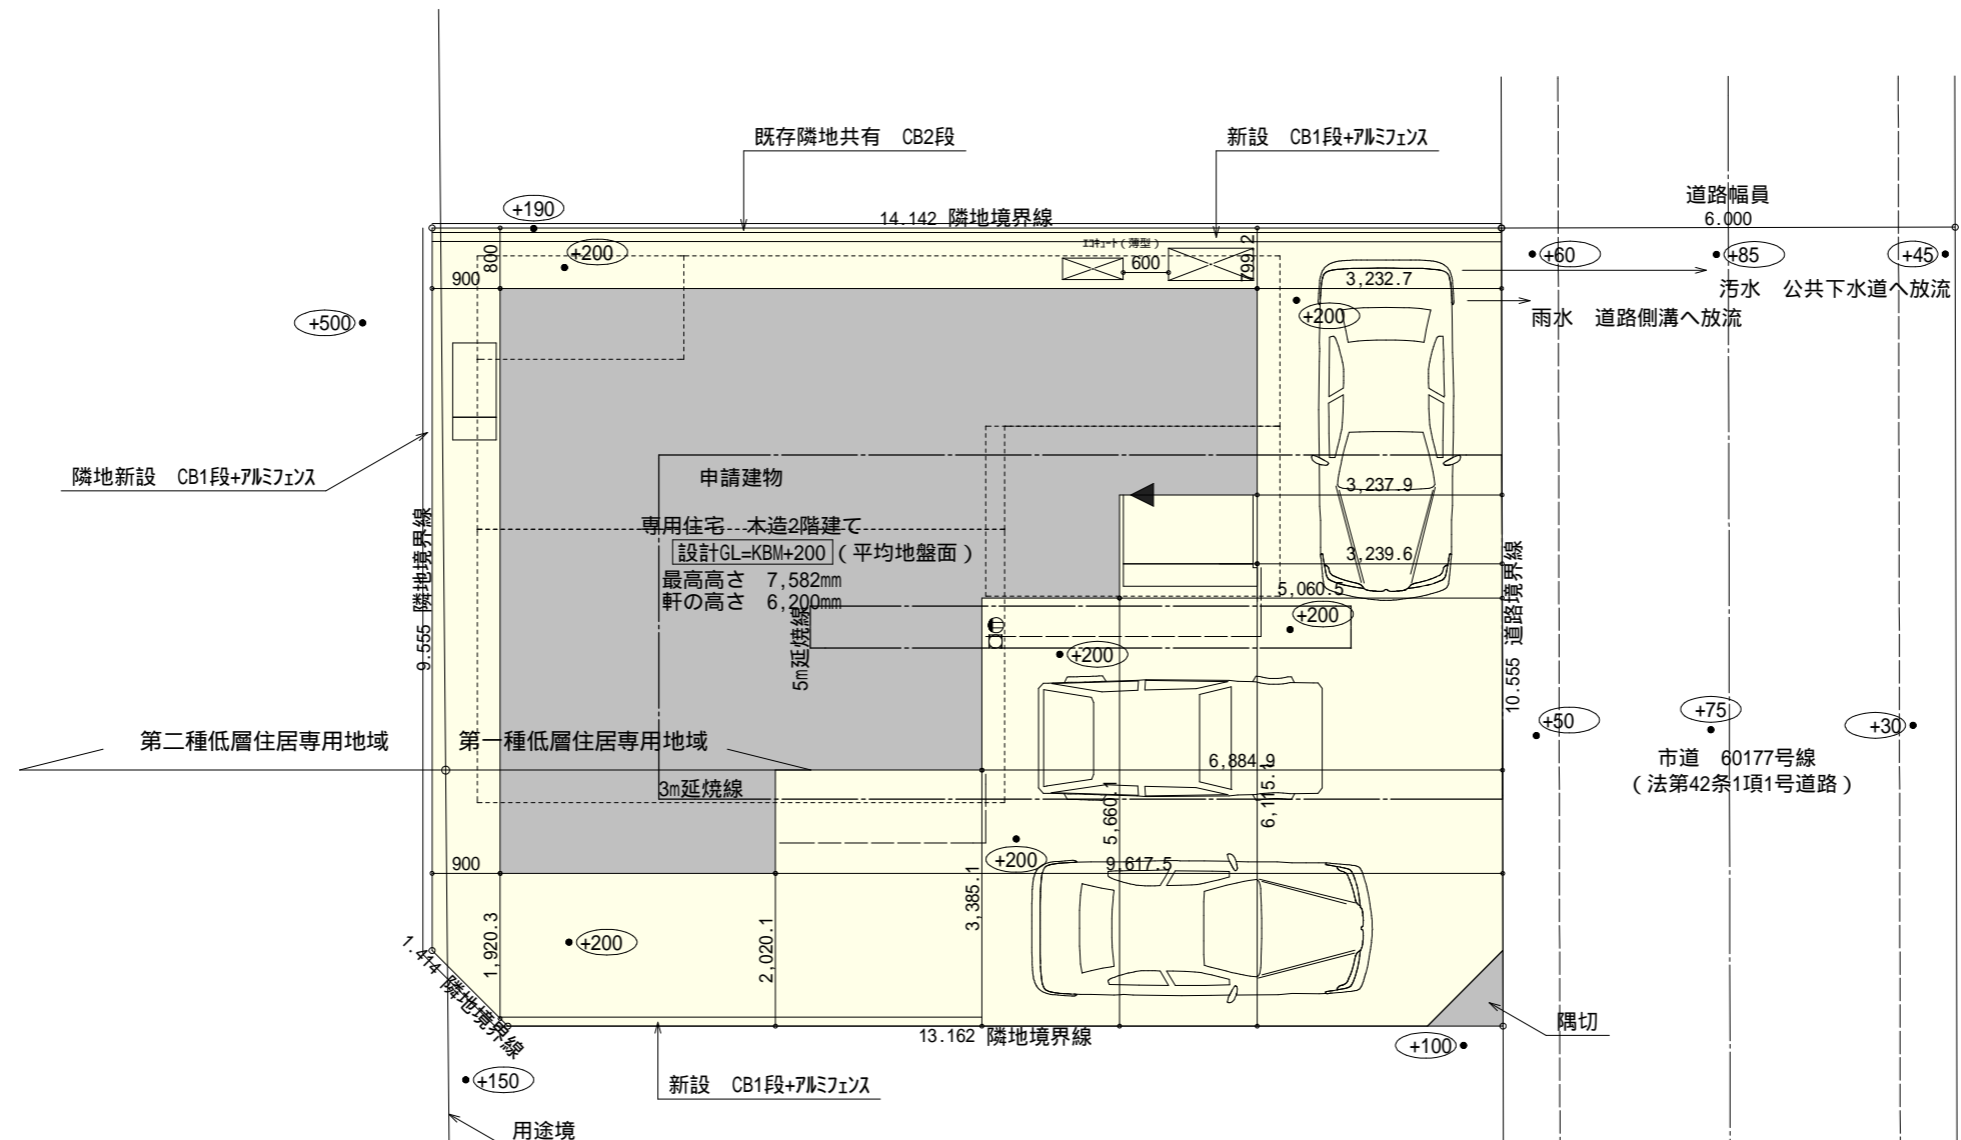 既存隣地共有　CB2段
新設　CB1段+アルミフェンス
道路幅員
6.000
+190
14.142 隣地境界線
+200
800
エコキュート(薄型)
600
799.2
+60
+85
+45
900
3,232.7
汚水　公共下水道へ放流
+500
+200
雨水　道路側溝へ放流
隣地新設　CB1段+アルミフェンス
申請建物
3,237.9
9.555 隣地境界線
専用住宅　木造2階建て
設計GL=KBM+200(平均地盤面)
3,239.6
最高高さ　7,582mm
軒の高さ　6,200mm
5,060.5
10.555 道路境界線
5m延焼線
+200
+200
第二種低層住居専用地域
第一種低層住居専用地域
6,884.9
+50
+75
+30
市道　60177号線
(法第42条1項1号道路)
3m延焼線
5,660.1
6,115.1
900
+200
9,617.5
3,385.1
1,920.3
2,020.1
+200
1.414 隣地境界線
13.162 隣地境界線
隅切
+100
+150
新設　CB1段+アルミフェンス
用途境